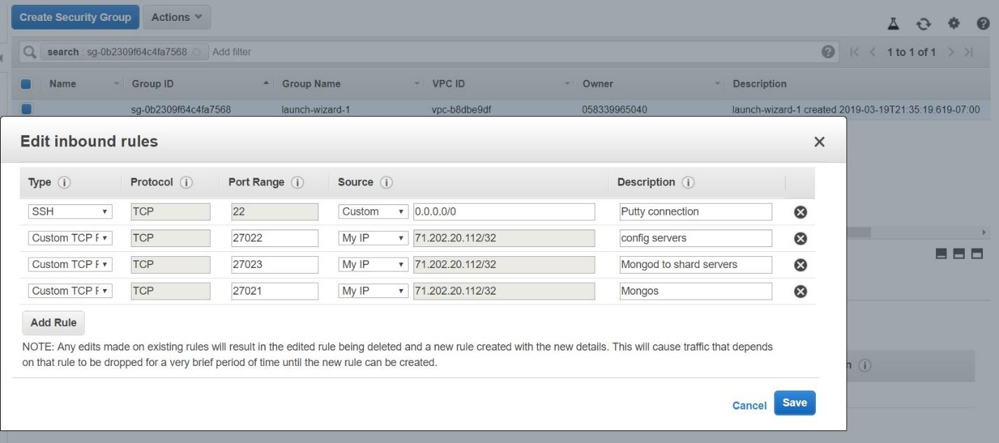 Create Security Group Actions
search : sg-0b2309f64c4fa7568 Add filter 1 to 1 of 1
Name Group ID Group Name VPC ID Owner Description
sg-0b2309f64c4fa7568 launch-wizard-1 vpc-b8dbe9df 058339965040 launch-wizard-1 created 2019-03-19T21:35:19.619-07:00
Edit inbound rules
Type Protocol Port Range Source Description
SSH TCP 22 Custom 0.0.0.0/0 Putty connection
Custom TCP F TCP 27022 My IP 71.202.20.112/32 config servers
Custom TCP F TCP 27023 My IP 71.202.20.112/32 Mongod to shard servers
Custom TCP F TCP 27021 My IP 71.202.20.112/32 Mongos
Add Rule
NOTE: Any edits made on existing rules will result in the edited rule being deleted and a new rule created with the new details. This will cause traffic that depends
on that rule to be dropped for a very brief period of time until the new rule can be created.
Cancel Save